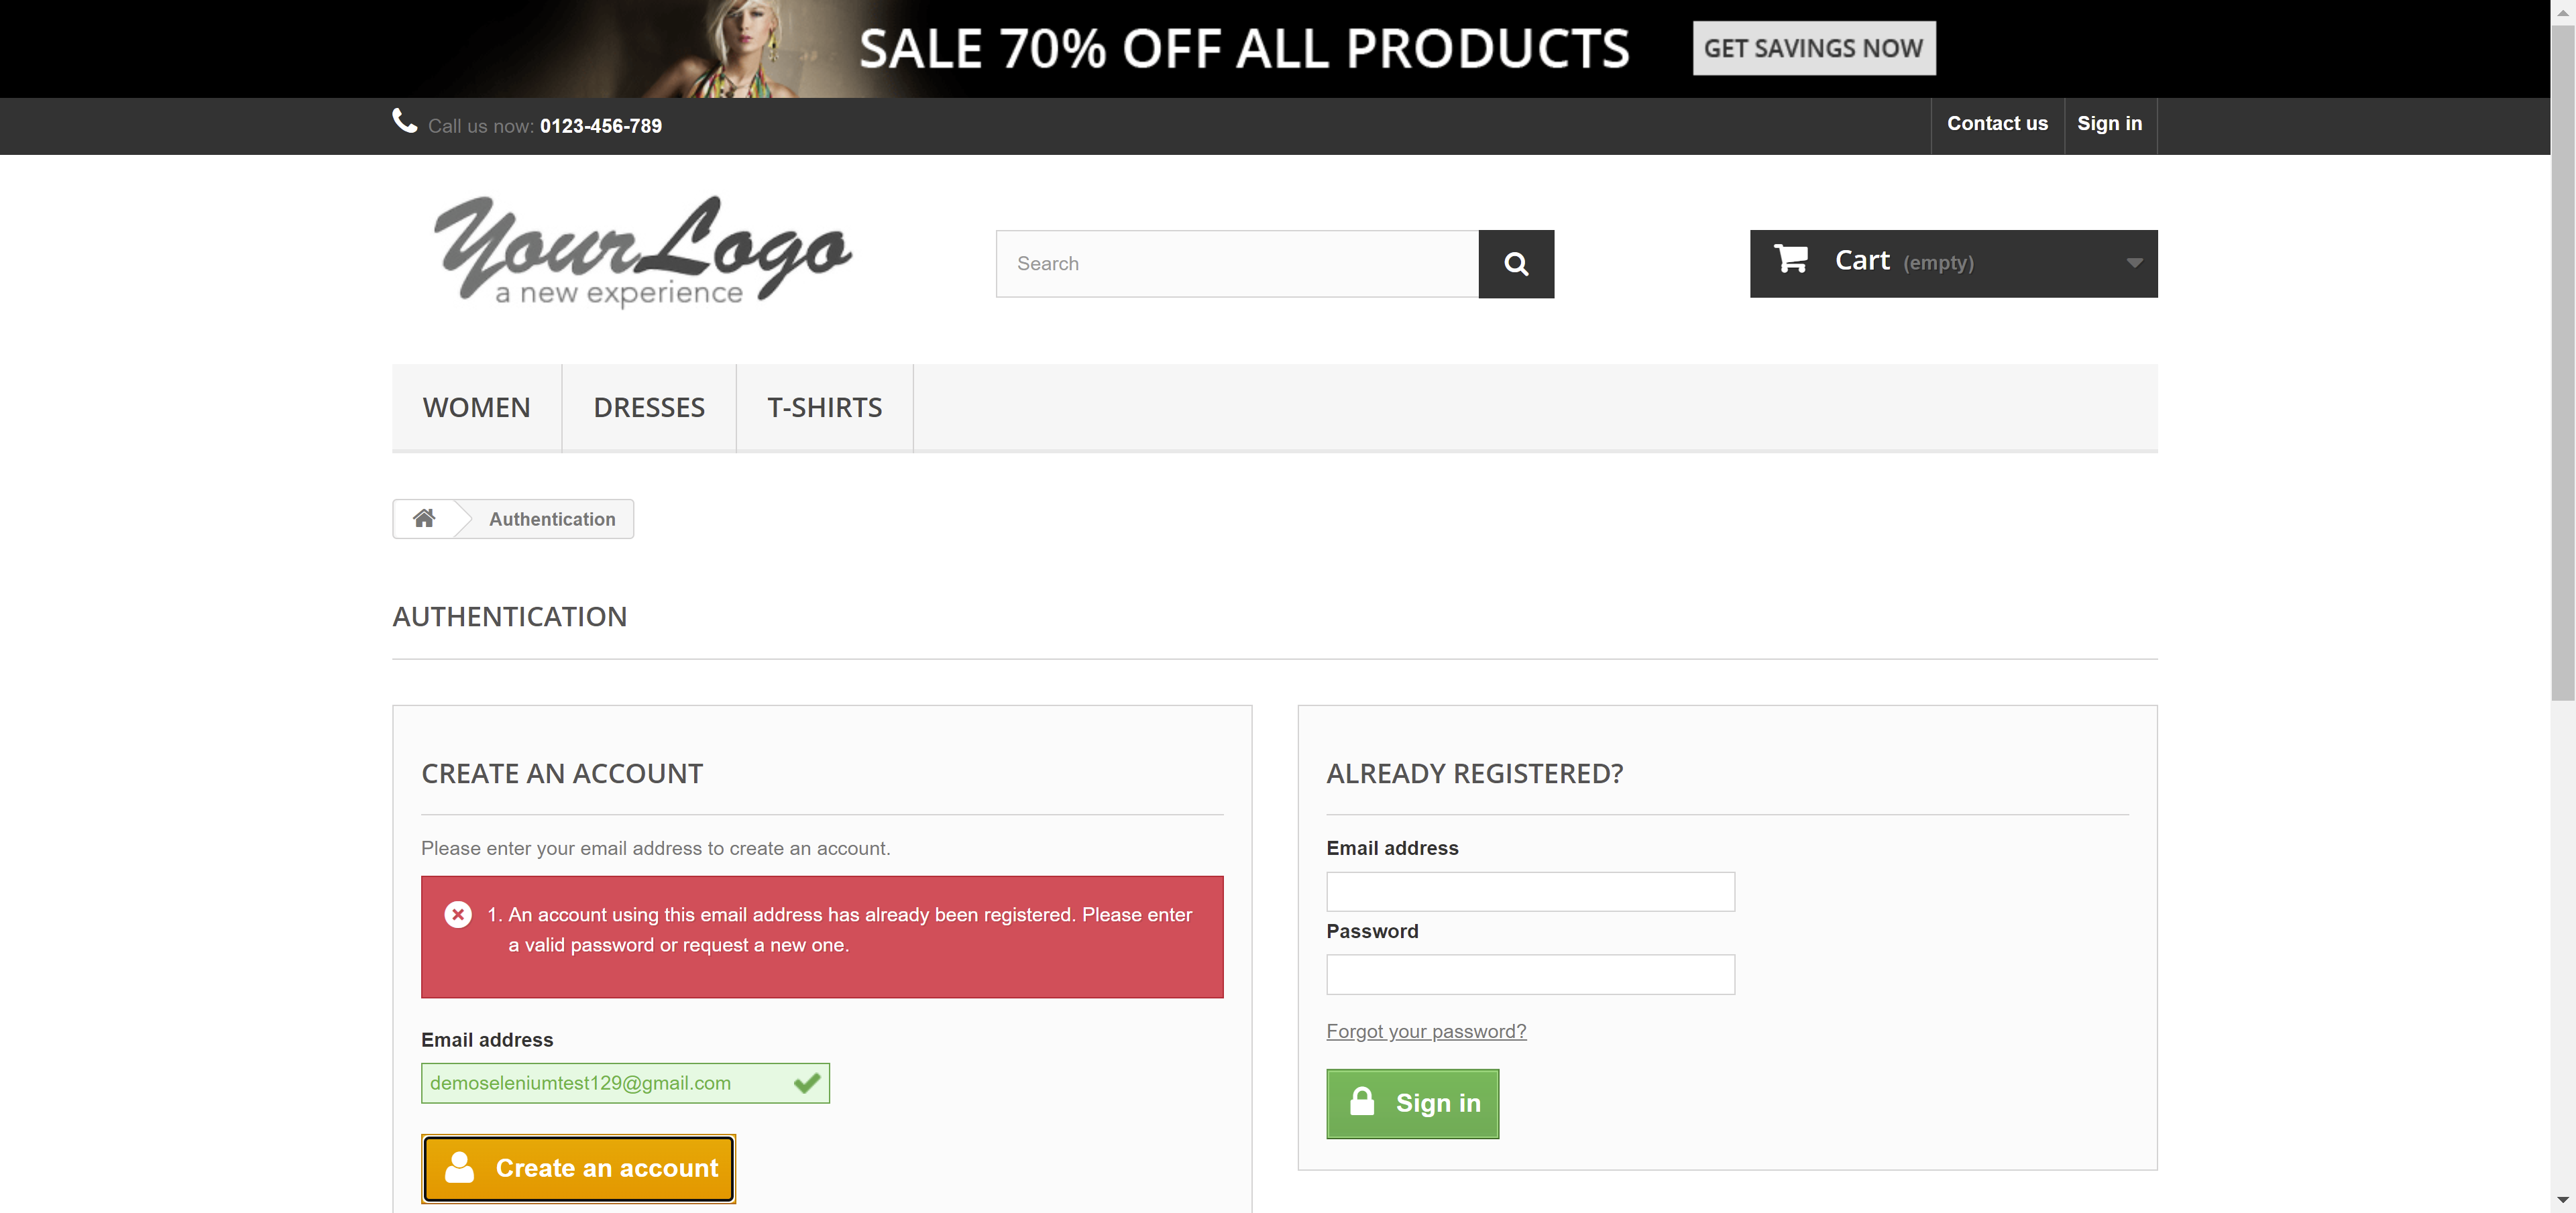 SALE 70% OFF ALL PRODUCTS
GET SAVINGS NOW
Call us now: 0123-456-789
Contact us
Sign in
Your Logo
a new experience
Search
Cart (empty)
WOMEN
DRESSES
T-SHIRTS
Authentication
AUTHENTICATION
CREATE AN ACCOUNT
Please enter your email address to create an account.
1. An account using this email address has already been registered. Please enter
a valid password or request a new one.
Email address
demoseleniumtest129@gmail.com
Create an account
ALREADY REGISTERED?
Email address
Password
Forgot your password?
Sign in